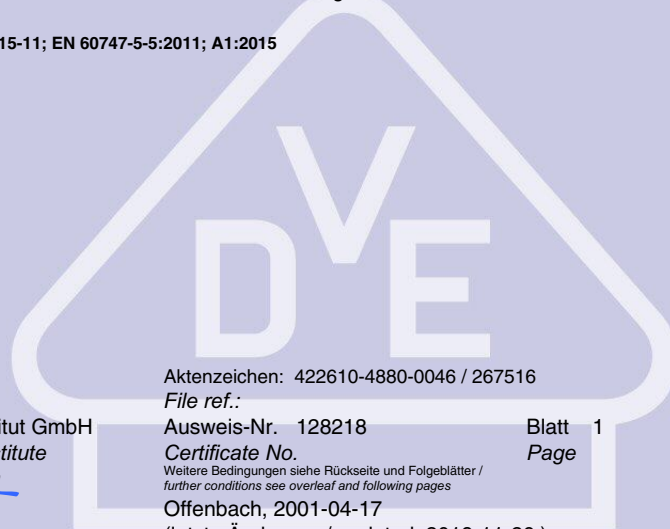 15-11; EN 60747-5-5:2011; A1:2015
V
D E
Aktenzeichen: 422610-4880-0046 / 267516
File ref.:
tut GmbH Ausweis-Nr. 128218 Blatt 1
titute Certificate No. Page
Weitere Bedingungen siehe Rückseite und Folgeblätter /
further conditions see overleaf and following pages
Offenbach, 2001-04-17